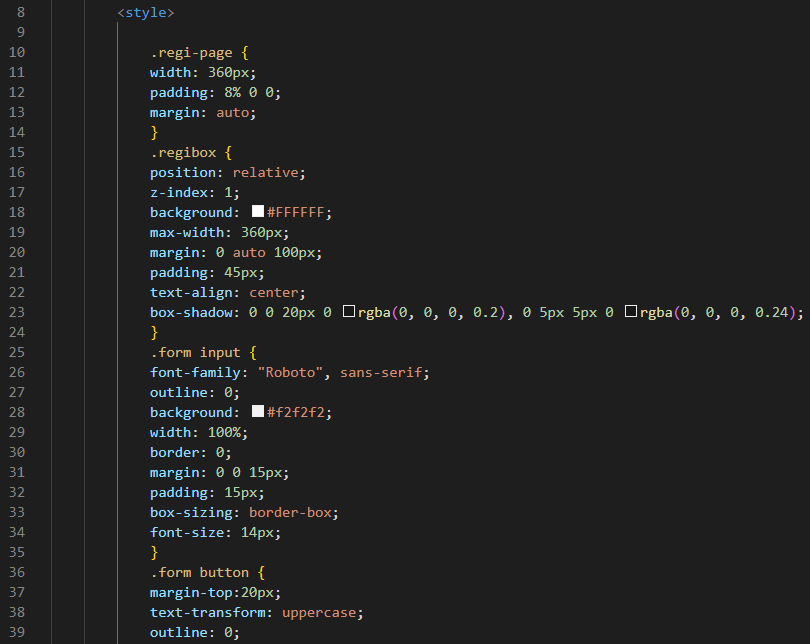 8 <style>
9
10 .regi-page {
11 width: 360px;
12 padding: 8% 0 0;
13 margin: auto;
14 }
15 .regibox {
16 position: relative;
17 z-index: 1;
18 background: #FFFFFF;
19 max-width: 360px;
20 margin: 0 auto 100px;
21 padding: 45px;
22 text-align: center;
23 box-shadow: 0 0 20px 0 rgba(0, 0, 0, 0.2), 0 5px 5px 0 rgba(0, 0, 0, 0.24);
24 }
25 .form input {
26 font-family: "Roboto", sans-serif;
27 outline: 0;
28 background: #f2f2f2;
29 width: 100%;
30 border: 0;
31 margin: 0 0 15px;
32 padding: 15px;
33 box-sizing: border-box;
34 font-size: 14px;
35 }
36 .form button {
37 margin-top:20px;
38 text-transform: uppercase;
39 outline: 0;